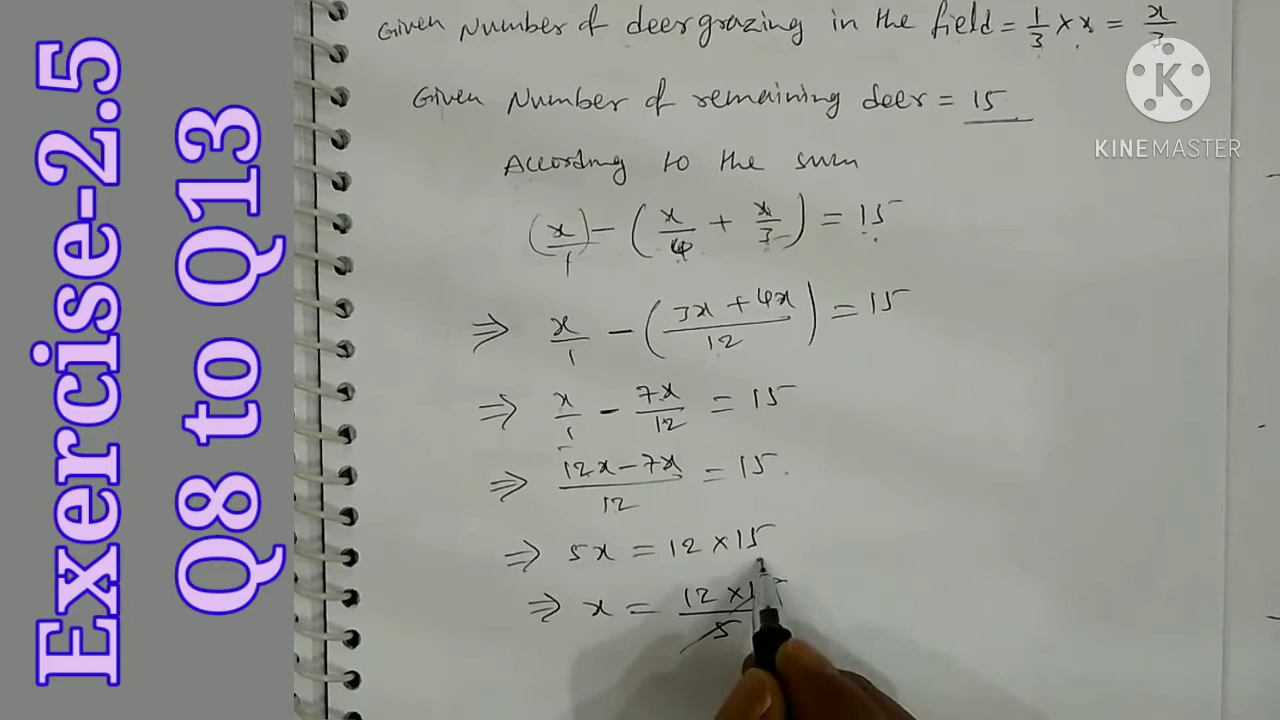 Exercise-2.5
Q8 to Q13
Given Number of deer grazing in the field = 1/3 × x = x/3
Given Number of remaining deer = 15
K
KINEMASTER
According to the sum
(x/1) - (x/4 + x/3) = 15
⇒ x/1 - (3x + 4x / 12) = 15
⇒ x/1 - 7x/12 = 15
⇒ 12x - 7x / 12 = 15
⇒ 5x = 12 × 15
⇒ x = 12 × 15 / 5